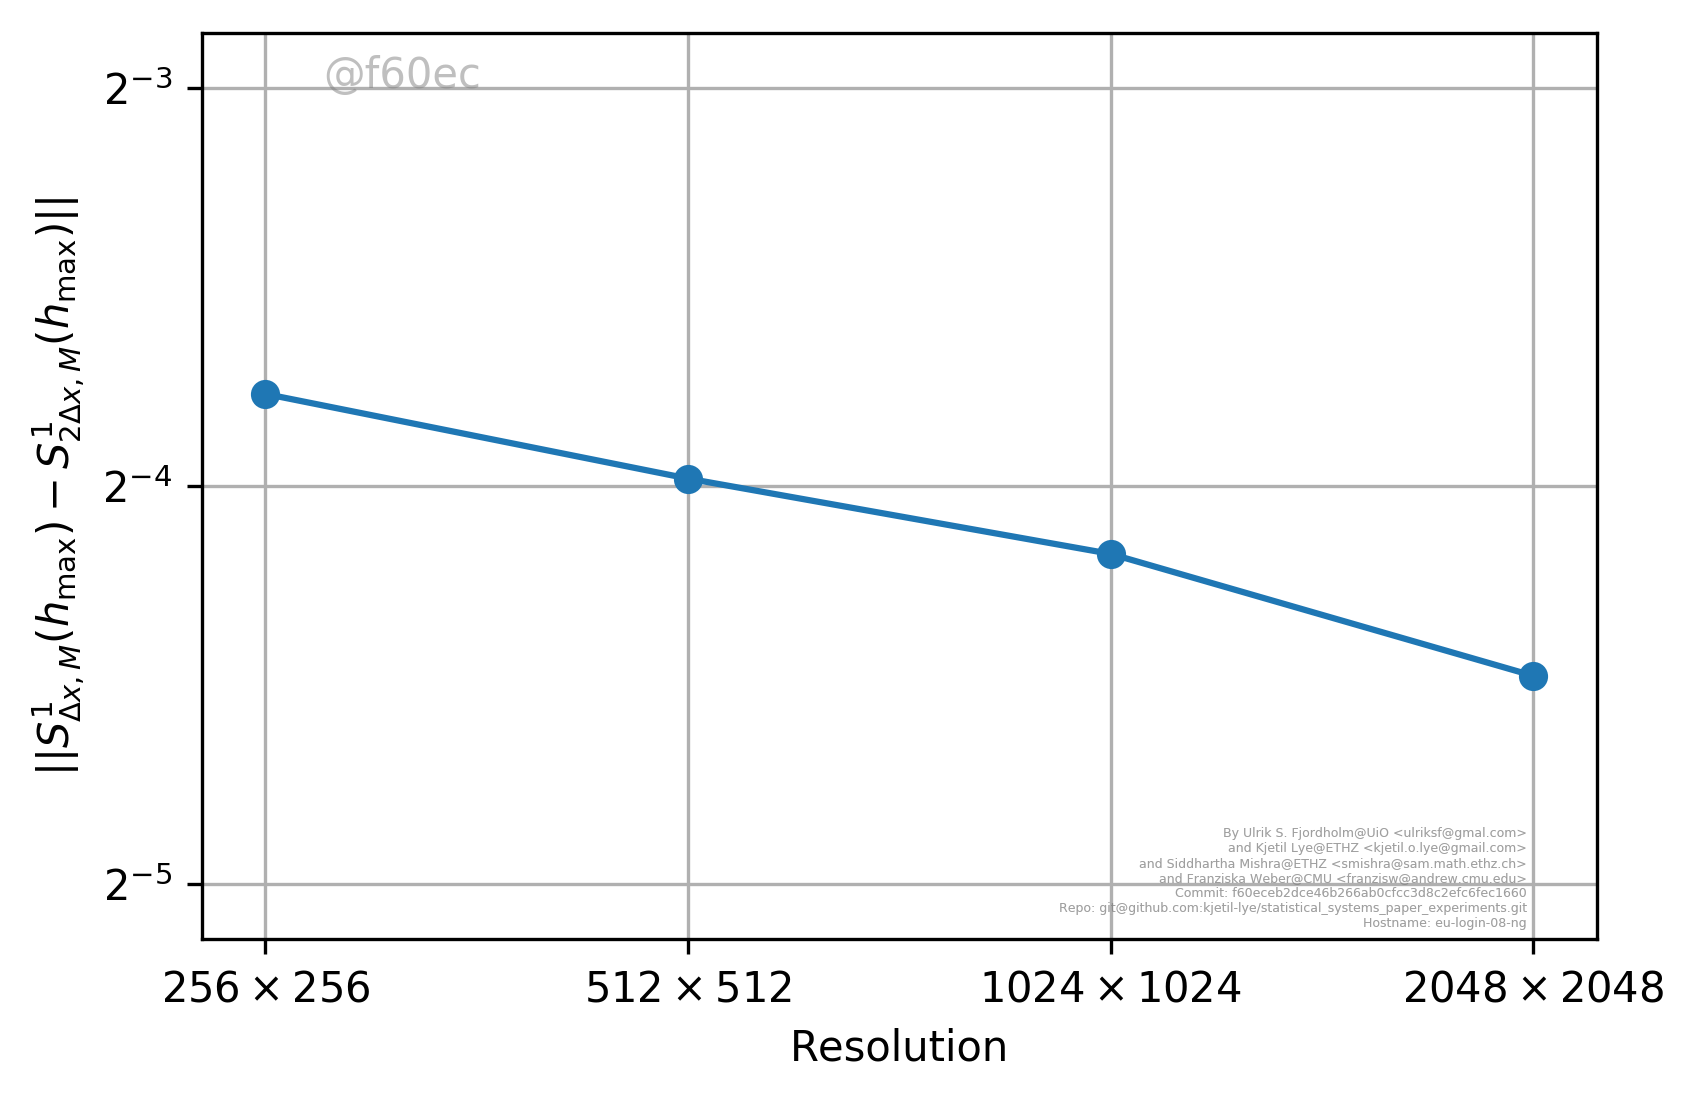 @f60ec
2⁻³
2⁻⁴
2⁻⁵
||S¹_{Δx,M}(h_max) − S¹_{2Δx,M}(h_max)||
By Ulrik S. Fjordholm@UiO <ulriksf@gmal.com>
and Kjetil Lye@ETHZ <kjetil.o.lye@gmail.com>
and Siddhartha Mishra@ETHZ <smishra@sam.math.ethz.ch>
and Franziska Weber@CMU <franzisw@andrew.cmu.edu>
Commit: f60eceb2dce46b266ab0cfcc3d8c2efc6fec1660
Repo: git@github.com:kjetil-lye/statistical_systems_paper_experiments.git
Hostname: eu-login-08-ng
256 × 256 512 × 512 1024 × 1024 2048 × 2048
Resolution